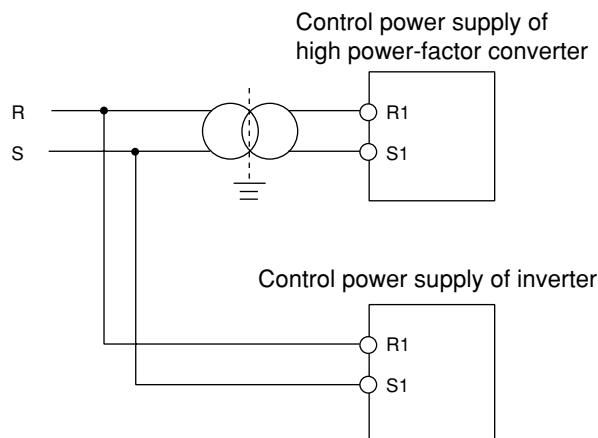 Control power supply of
high power-factor converter
R
R1
S
S1
Control power supply of inverter
R1
S1